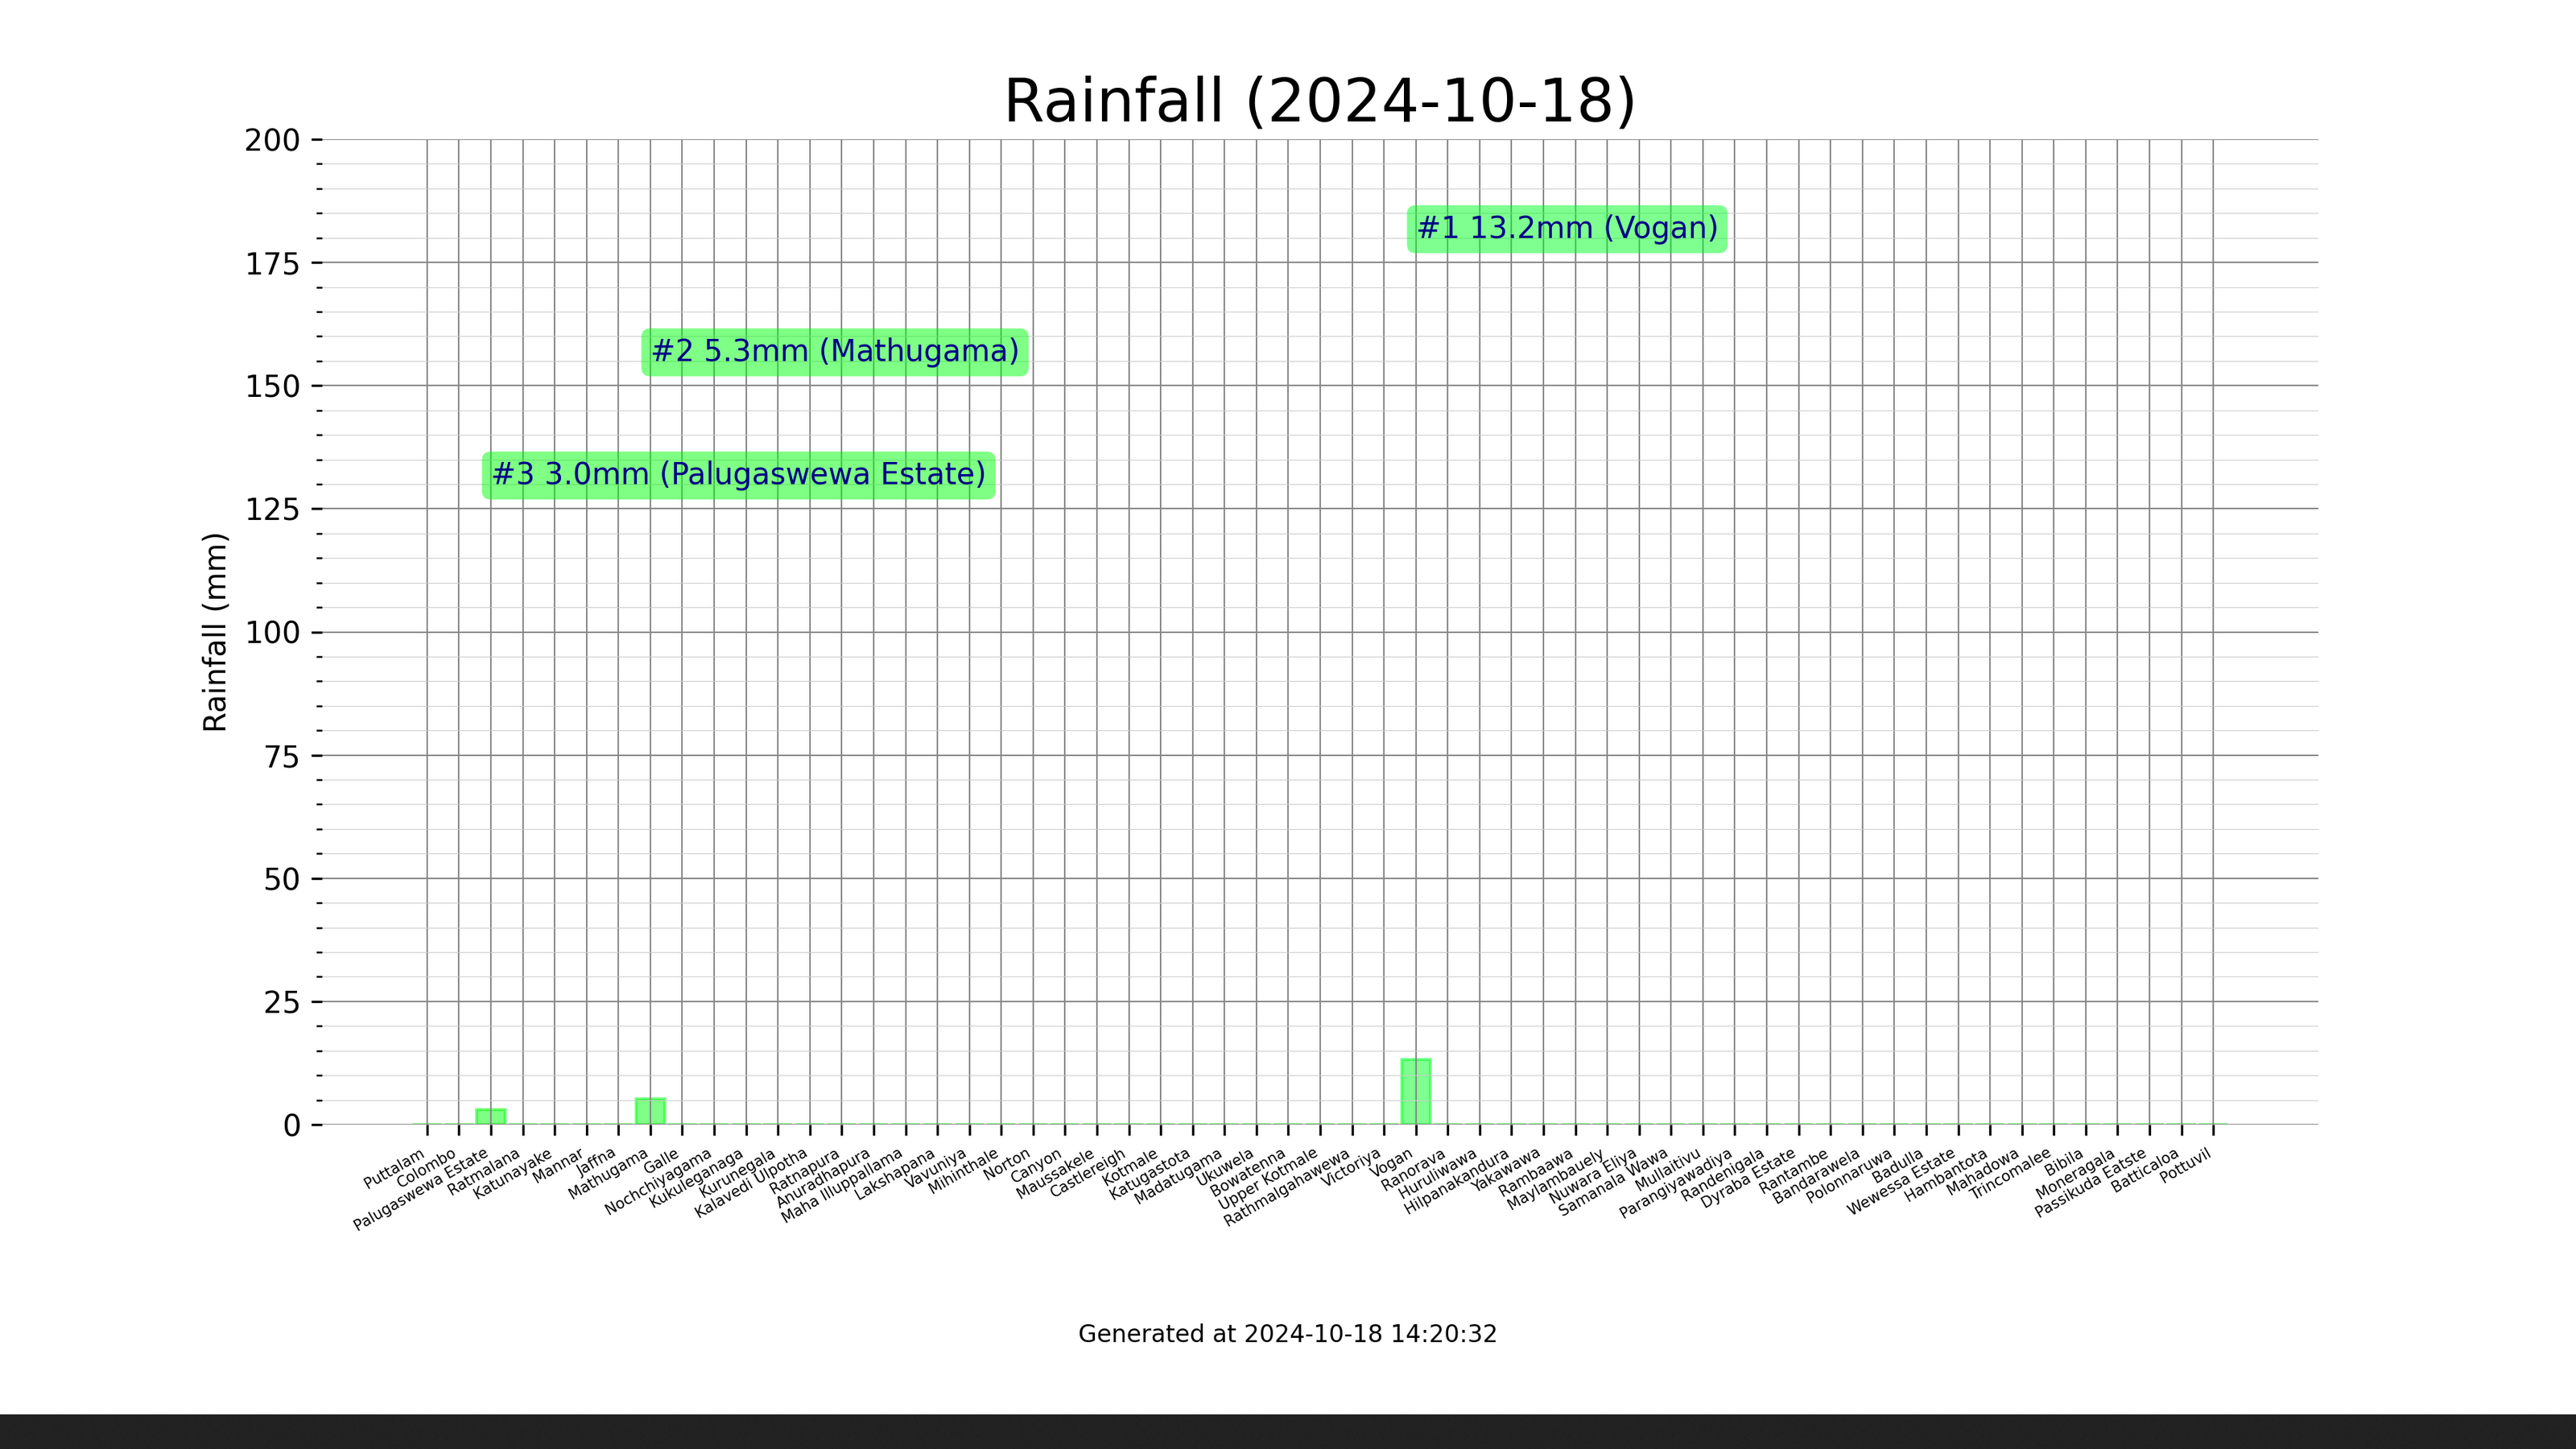 Rainfall (2024-10-18)
200
175
150
125
100
75
50
25
0
Rainfall (mm)
#1 13.2mm (Vogan)
#2 5.3mm (Mathugama)
#3 3.0mm (Palugaswewa Estate)
Puttalam
Colombo
Palugaswewa Estate
Ratmalana
Katunayake
Mannar
Jaffna
Mathugama
Galle
Nochchiyagama
Kukuleganaga
Kurunegala
Kalavedi Ulpotha
Ratnapura
Anuradhapura
Maha Illuppallama
Lakshapana
Vavuniya
Mihinthale
Norton
Canyon
Maussakele
Castlereigh
Kotmale
Katugastota
Madatugama
Ukuwela
Bowatenna
Upper Kotmale
Rathmalgahawewa
Victoriya
Vogan
Ranorava
Huruliwawa
Hilpanakandura
Yakawawa
Rambaawa
Maylambauely
Nuwara Eliya
Samanala Wawa
Mullaitivu
Parangiyawadiya
Randenigala
Dyraba Estate
Rantambe
Bandarawela
Polonnaruwa
Badulla
Wewessa Estate
Hambantota
Mahadowa
Trincomalee
Bibila
Moneragala
Passikuda Eatste
Batticaloa
Pottuvil
Generated at 2024-10-18 14:20:32